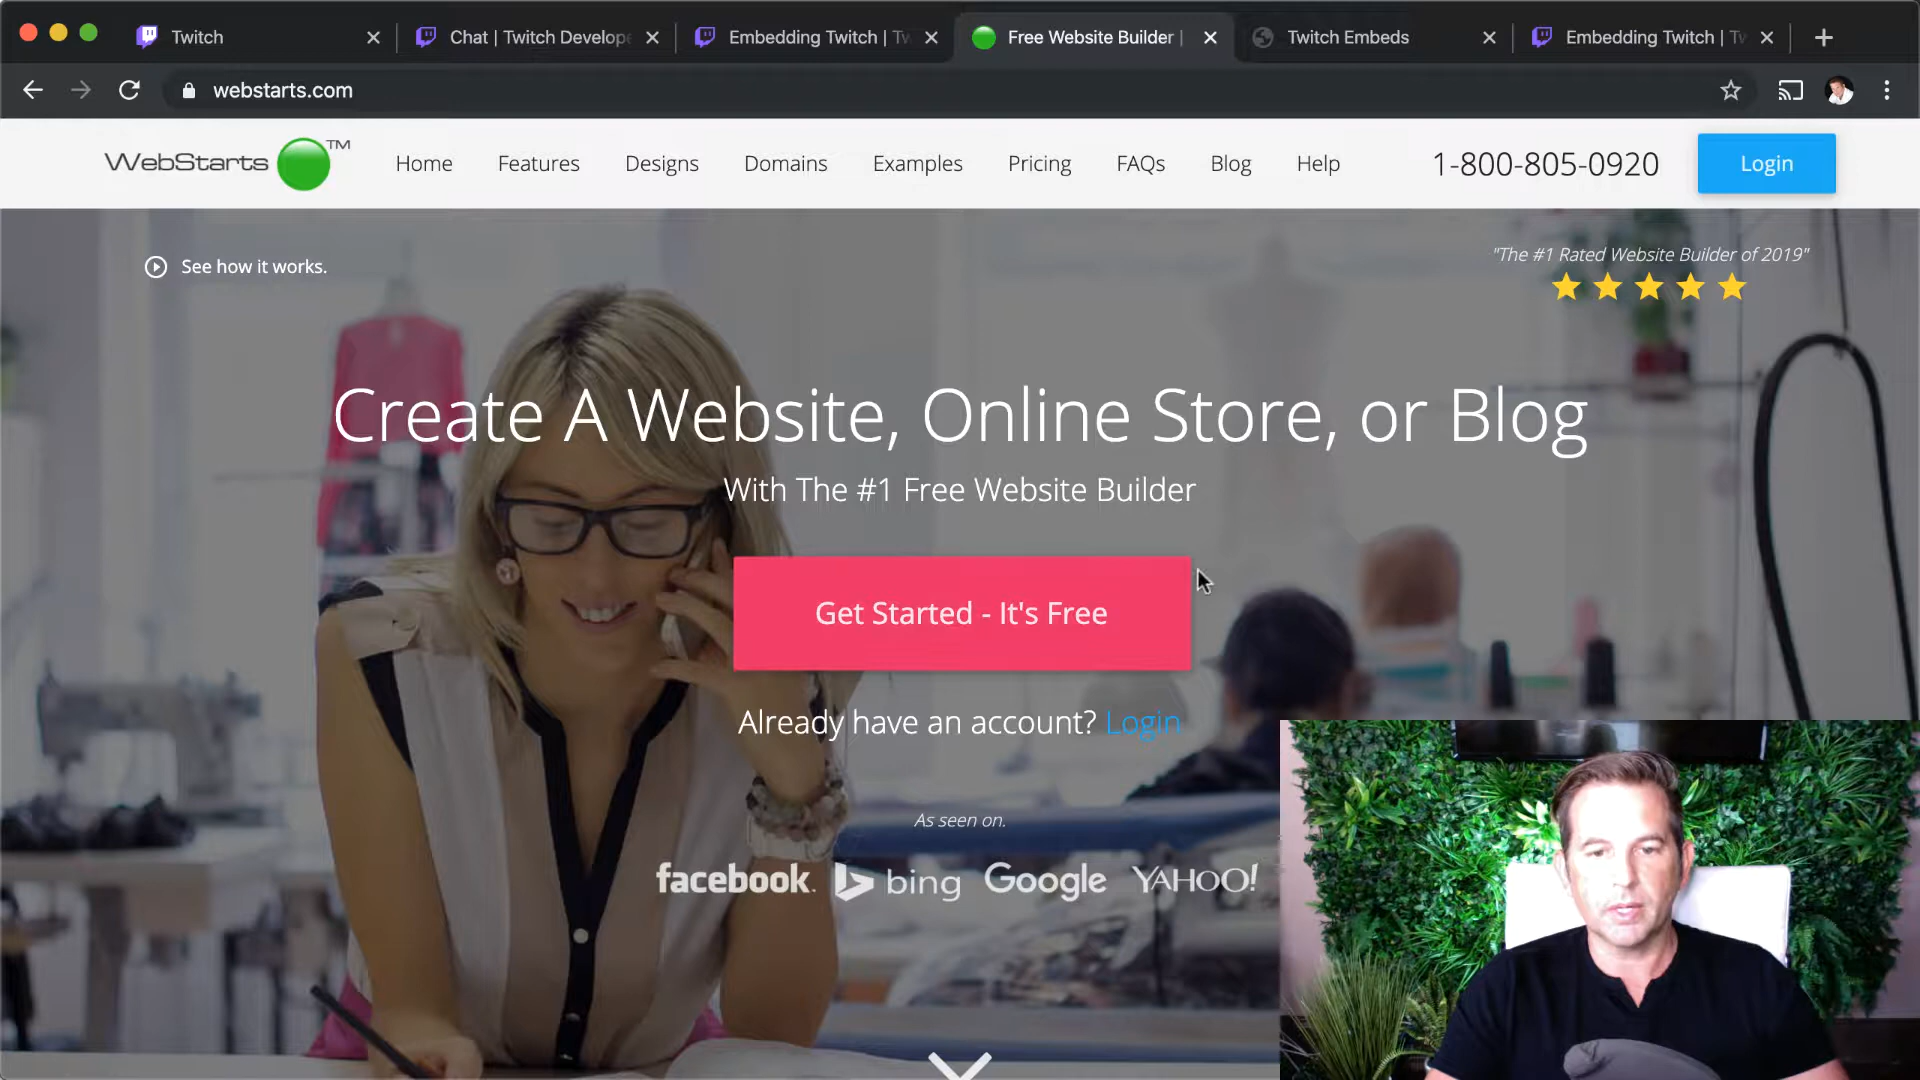 Twitch
Chat | Twitch Develope
Embedding Twitch | Tw
Free Website Builder |
Twitch Embeds
Embedding Twitch | Tw
webstarts.com
WebStarts TM
Home
Features
Designs
Domains
Examples
Pricing
FAQs
Blog
Help
1-800-805-0920
Login
See how it works.
"The #1 Rated Website Builder of 2019"
Create A Website, Online Store, or Blog
With The #1 Free Website Builder
Get Started - It's Free
Already have an account? Login
As seen on.
facebook. bing Google YAHOO!